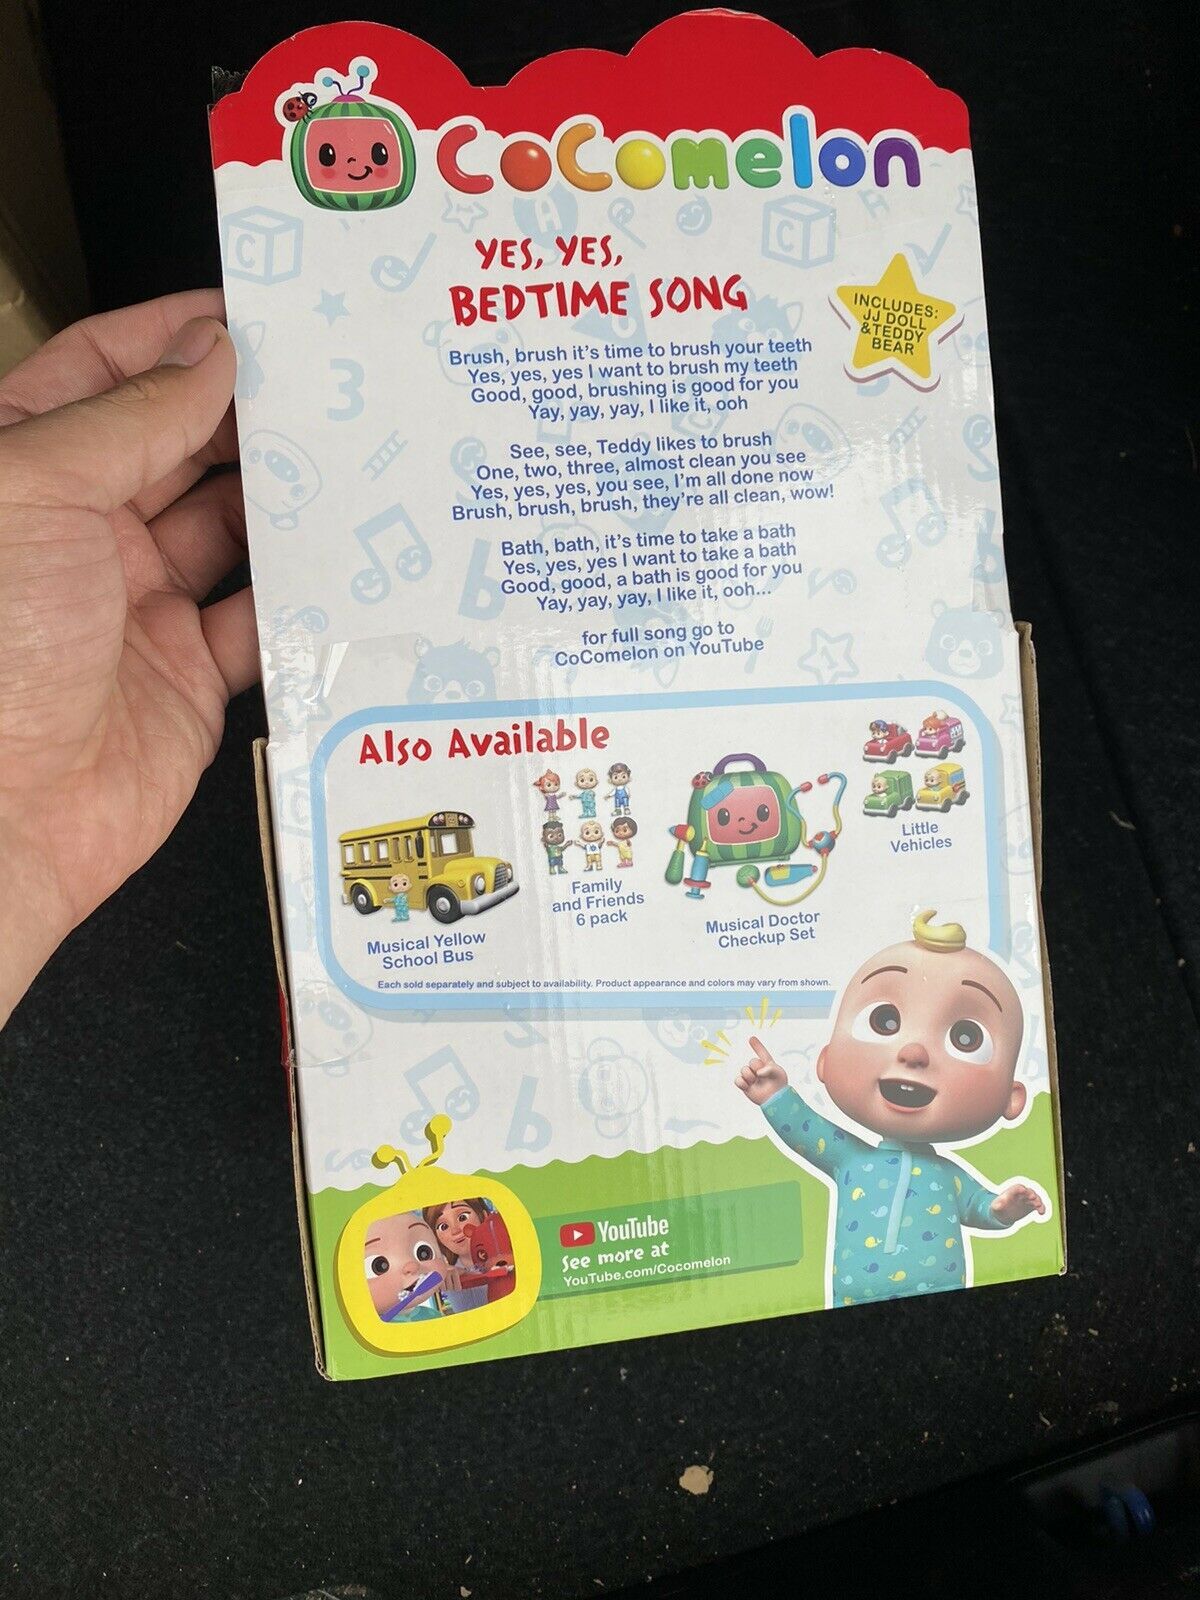 CoComelon
YES, YES,
BEDTIME SONG
INCLUDES:
JJ DOLL
& TEDDY
BEAR
Brush, brush it's time to brush your teeth
Yes, yes, yes I want to brush my teeth
Good, good, brushing is good for you
Yay, yay, yay, I like it, ooh
See, see, Teddy likes to brush
One, two, three, almost clean you see
Yes, yes, yes, you see, I'm all done now
Brush, brush, brush, they're all clean, wow!
Bath, bath, it's time to take a bath
Yes, yes, yes I want to take a bath
Good, good, a bath is good for you
Yay, yay, yay, I like it, ooh...
for full song go to
CoComelon on YouTube
Also Available
Musical Yellow
School Bus
Family
and Friends
6 pack
Musical Doctor
Checkup Set
Little
Vehicles
Each sold separately and subject to availability. Product appearance and colors may vary from shown.
YouTube
See more at
YouTube.com/Cocomelon